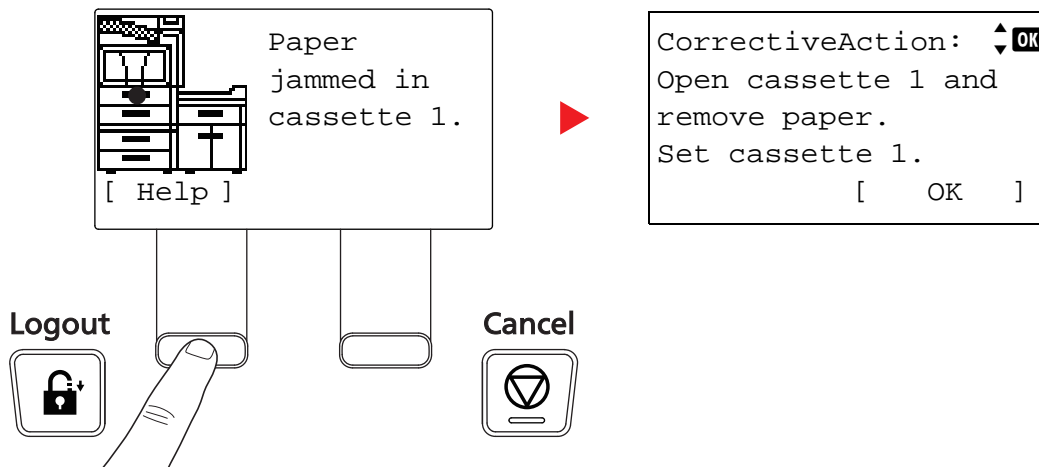 Paper
jammed in
cassette 1.
[ Help ]
CorrectiveAction: OK
Open cassette 1 and
remove paper.
Set cassette 1.
[ OK ]
Logout
Cancel